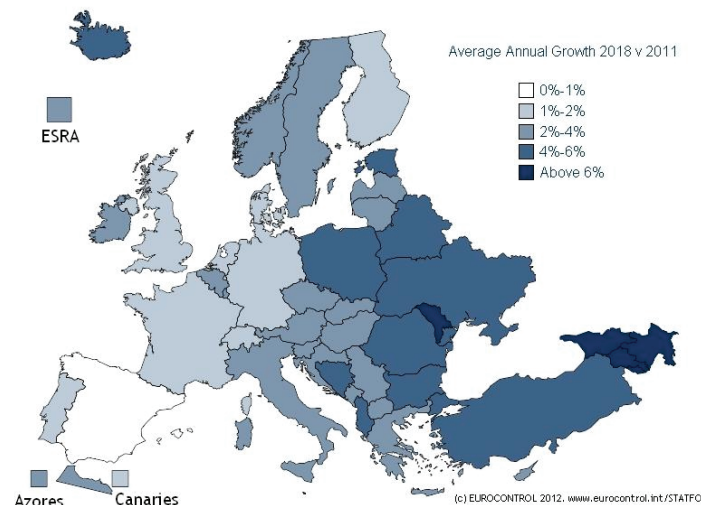 Average Annual Growth 2018 v 2011
0%-1%
1%-2%
2%-4%
4%-6%
Above 6%
ESRA
Azores
Canaries
(c) EUROCONTROL 2012. www.eurocontrol.int/STATFO